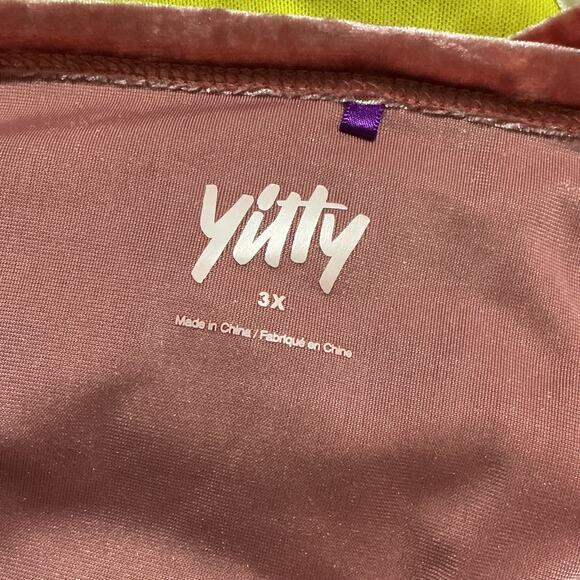 yitty
3X
Made in China / Fabriqué en Chine